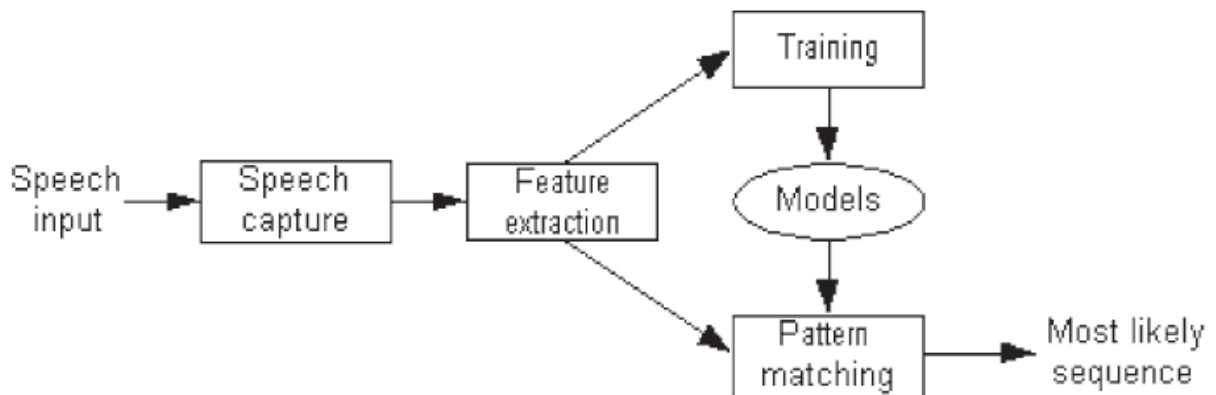 Training
Speech
input
Speech
capture
Feature
extraction
Models
Pattern
matching
Most likely
sequence